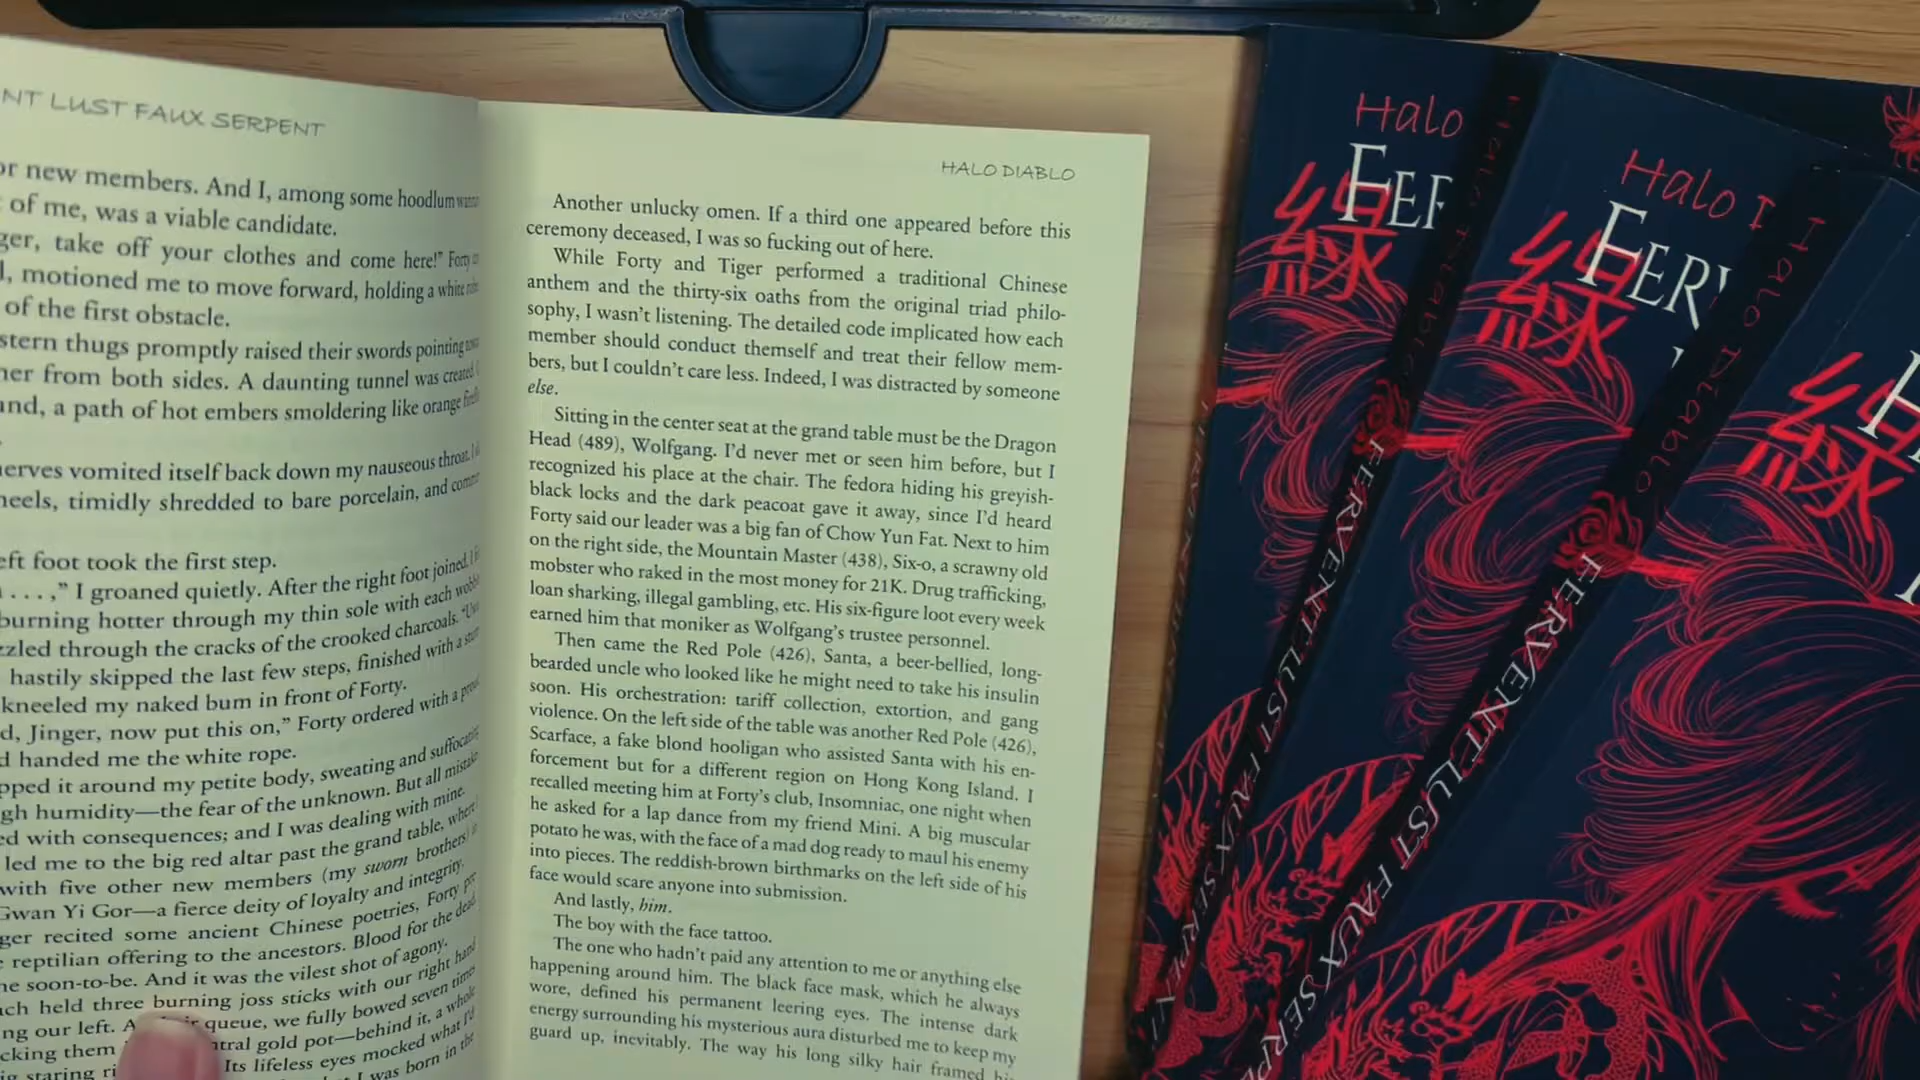 NT LUST FAUX SERPENT
or new members. And I, among some hoodlum
of me, was a viable candidate.
ger, take off your clothes and come here!” Forty
, motioned me to move forward, holding a white
of the first obstacle.
stern thugs promptly raised their swords pointing
her from both sides. A daunting tunnel was created.
and, a path of hot embers smoldering like orange
nerves vomited itself back down my nauseous throat.
heels, timidly shredded to bare porcelain, and
eft foot took the first step.
. . . .,” I groaned quietly. After the right foot joined,
burning hotter through my thin sole with each
zzled through the cracks of the crooked charcoals.
hastily skipped the last few steps, finished with a
kneeled my naked bum in front of Forty.
d, Jinger, now put this on,” Forty ordered with a
d handed me the white rope.
pped it around my petite body, sweating and
gh humidity—the fear of the unknown. But all
ed with consequences; and I was dealing with mine.
led me to the big red altar past the grand table, where
with five other new members (my sworn brothers)
Gwan Yi Gor—a fierce deity of loyalty and integrity.
ger recited some ancient Chinese poetries, Forty
reptilian offering to the ancestors. Blood for the dead
he soon-to-be. And it was the vilest shot of agony.
ach held three burning joss sticks with our right hand
ng our left. queue, we fully bowed seven times
cking them ntral gold pot—behind it, a whole
staring Its lifeless eyes mocked what I’d
I was born in the
HALO DIABLO
Another unlucky omen. If a third one appeared before this
ceremony deceased, I was so fucking out of here.
While Forty and Tiger performed a traditional Chinese
anthem and the thirty-six oaths from the original triad philo-
sophy, I wasn’t listening. The detailed code implicated how each
member should conduct themself and treat their fellow mem-
bers, but I couldn’t care less. Indeed, I was distracted by someone
else.
Sitting in the center seat at the grand table must be the Dragon
Head (489), Wolfgang. I’d never met or seen him before, but I
recognized his place at the chair. The fedora hiding his greyish-
black locks and the dark peacoat gave it away, since I’d heard
Forty said our leader was a big fan of Chow Yun Fat. Next to him
on the right side, the Mountain Master (438), Six-o, a scrawny old
mobster who raked in the most money for 21K. Drug trafficking,
loan sharking, illegal gambling, etc. His six-figure loot every week
earned him that moniker as Wolfgang’s trustee personnel.
Then came the Red Pole (426), Santa, a beer-bellied, long-
bearded uncle who looked like he might need to take his insulin
soon. His orchestration: tariff collection, extortion, and gang
violence. On the left side of the table was another Red Pole (426),
Scarface, a fake blond hooligan who assisted Santa with his en-
forcement but for a different region on Hong Kong Island. I
recalled meeting him at Forty’s club, Insomniac, one night when
he asked for a lap dance from my friend Mini. A big muscular
potato he was, with the face of a mad dog ready to maul his enemy
into pieces. The reddish-brown birthmarks on the left side of his
face would scare anyone into submission.
And lastly, him.
The boy with the face tattoo.
The one who hadn’t paid any attention to me or anything else
happening around him. The black face mask, which he always
wore, defined his permanent leering eyes. The intense dark
energy surrounding his mysterious aura disturbed me to keep my
guard up, inevitably. The way his long silky hair framed his
Halo
FER
緣
Halo Diablo
FERVENT LUST FAUX SERPENT
Halo D
FERV
緣
Halo Diablo
FERVENT LUST FAUX SERPE
緣